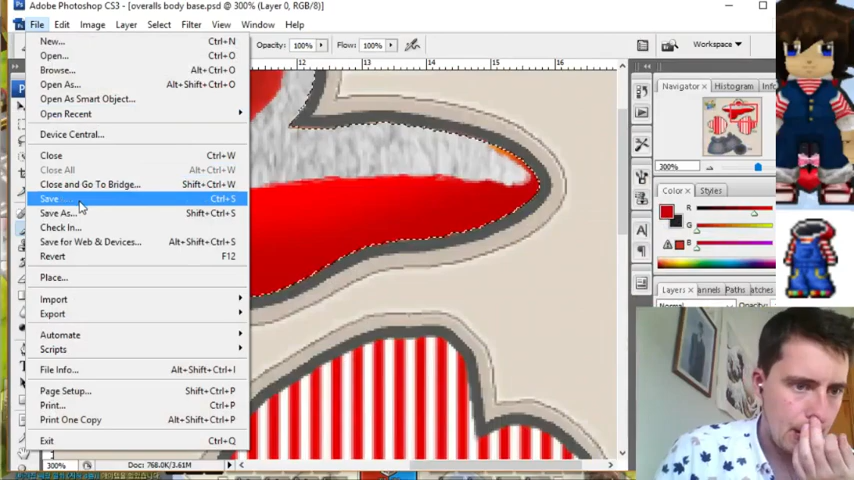 Adobe Photoshop CS3 - [overalls body base.psd @ 300% (Layer 0, RGB/8)]
File Edit Image Layer Select Filter View Window Help
Opacity: 100% Flow: 100% Workspace
New... Ctrl+N
Open... Ctrl+O
Browse... Alt+Ctrl+O
Open As... Alt+Shift+Ctrl+O
Open As Smart Object...
Open Recent
Device Central...
Close Ctrl+W
Close All Alt+Ctrl+W
Close and Go To Bridge... Shift+Ctrl+W
Save Ctrl+S
Save As... Shift+Ctrl+S
Check In...
Save for Web & Devices... Alt+Shift+Ctrl+S
Revert F12
Place...
Import
Export
Automate
Scripts
File Info... Alt+Shift+Ctrl+I
Page Setup... Shift+Ctrl+P
Print... Ctrl+P
Print One Copy Alt+Shift+Ctrl+P
Exit Ctrl+Q
12 13 14 15 16
Navigator Histogram Info
300%
Color Styles
R
G
B
Layers annels Paths atches
300% Doc: 768.0K/3.61M